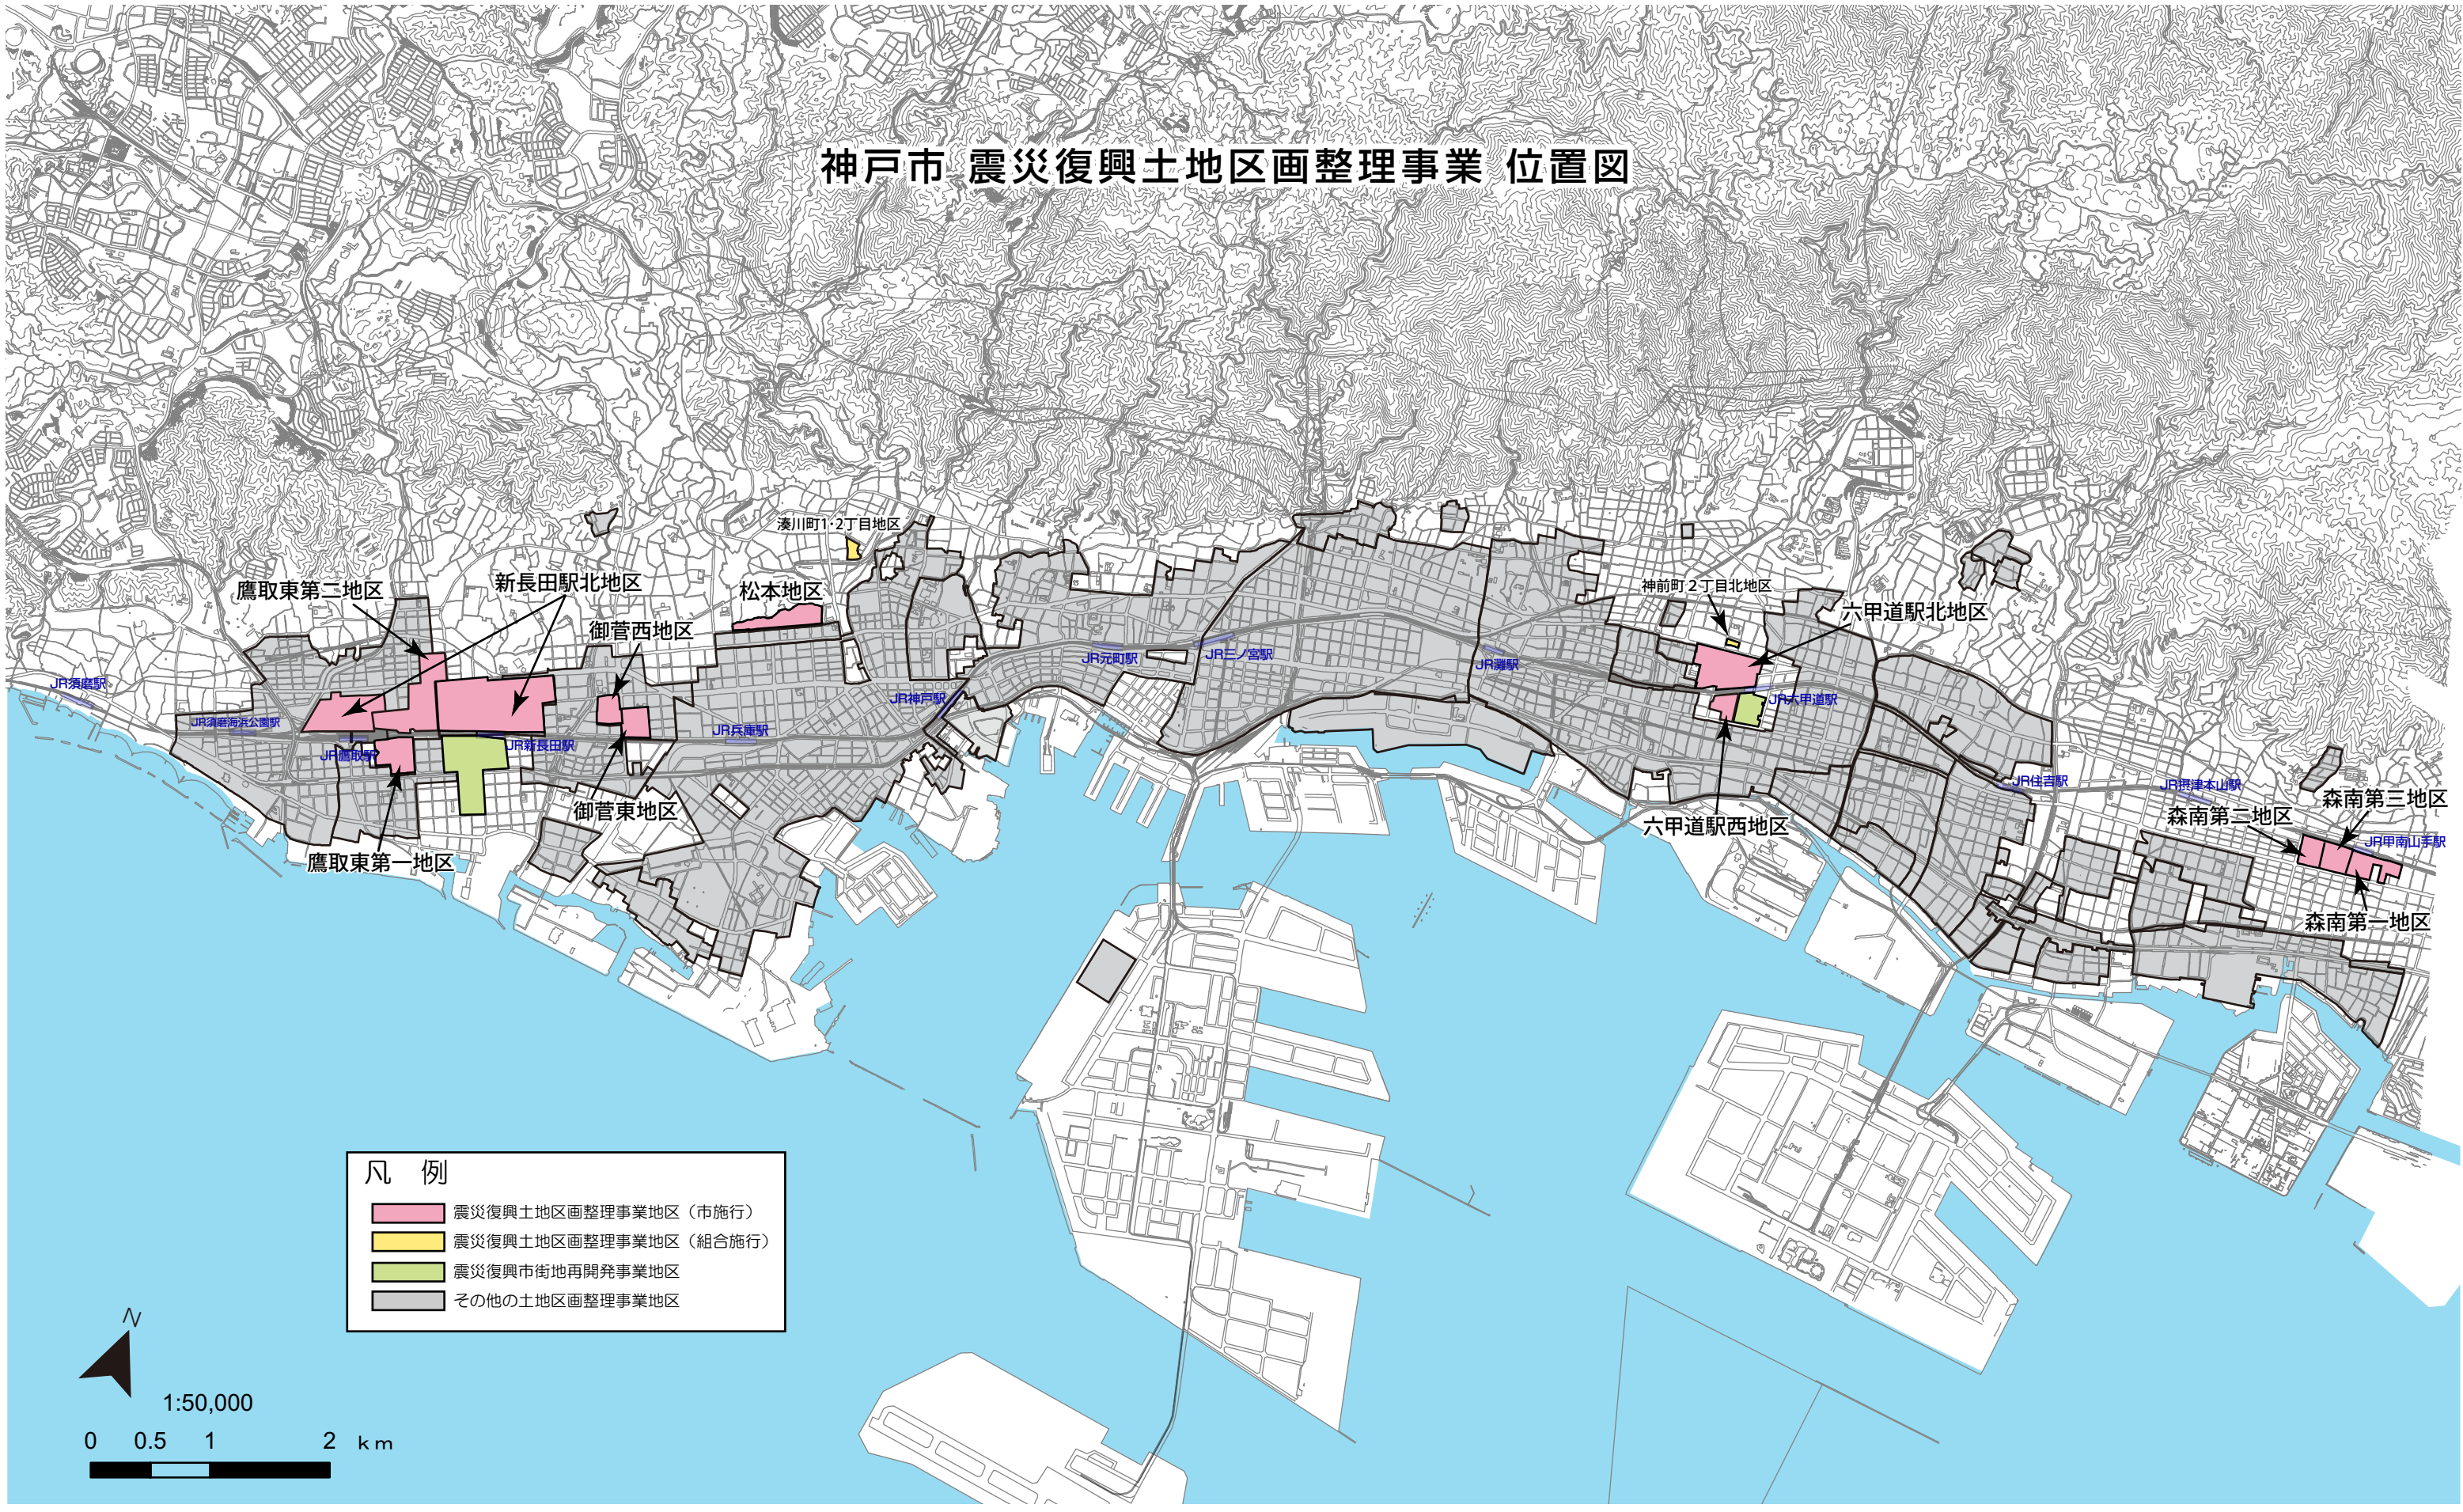 神戸市 震災復興土地区画整理事業 位置図
湊川町1・2丁目地区
鷹取東第二地区
新長田駅北地区
松本地区
御菅西地区
神前町2丁目北地区
六甲道駅北地区
JR須磨駅
JR須磨海浜公園駅
JR鷹取駅
JR新長田駅
JR兵庫駅
JR神戸駅
JR元町駅
JR三ノ宮駅
JR灘駅
JR六甲道駅
JR住吉駅
JR摂津本山駅
JR甲南山手駅
御菅東地区
鷹取東第一地区
六甲道駅西地区
森南第二地区
森南第三地区
森南第一地区
凡 例
震災復興土地区画整理事業地区(市施行)
震災復興土地区画整理事業地区(組合施行)
震災復興市街地再開発事業地区
その他の土地区画整理事業地区
N
1:50,000
0 0.5 1 2 km